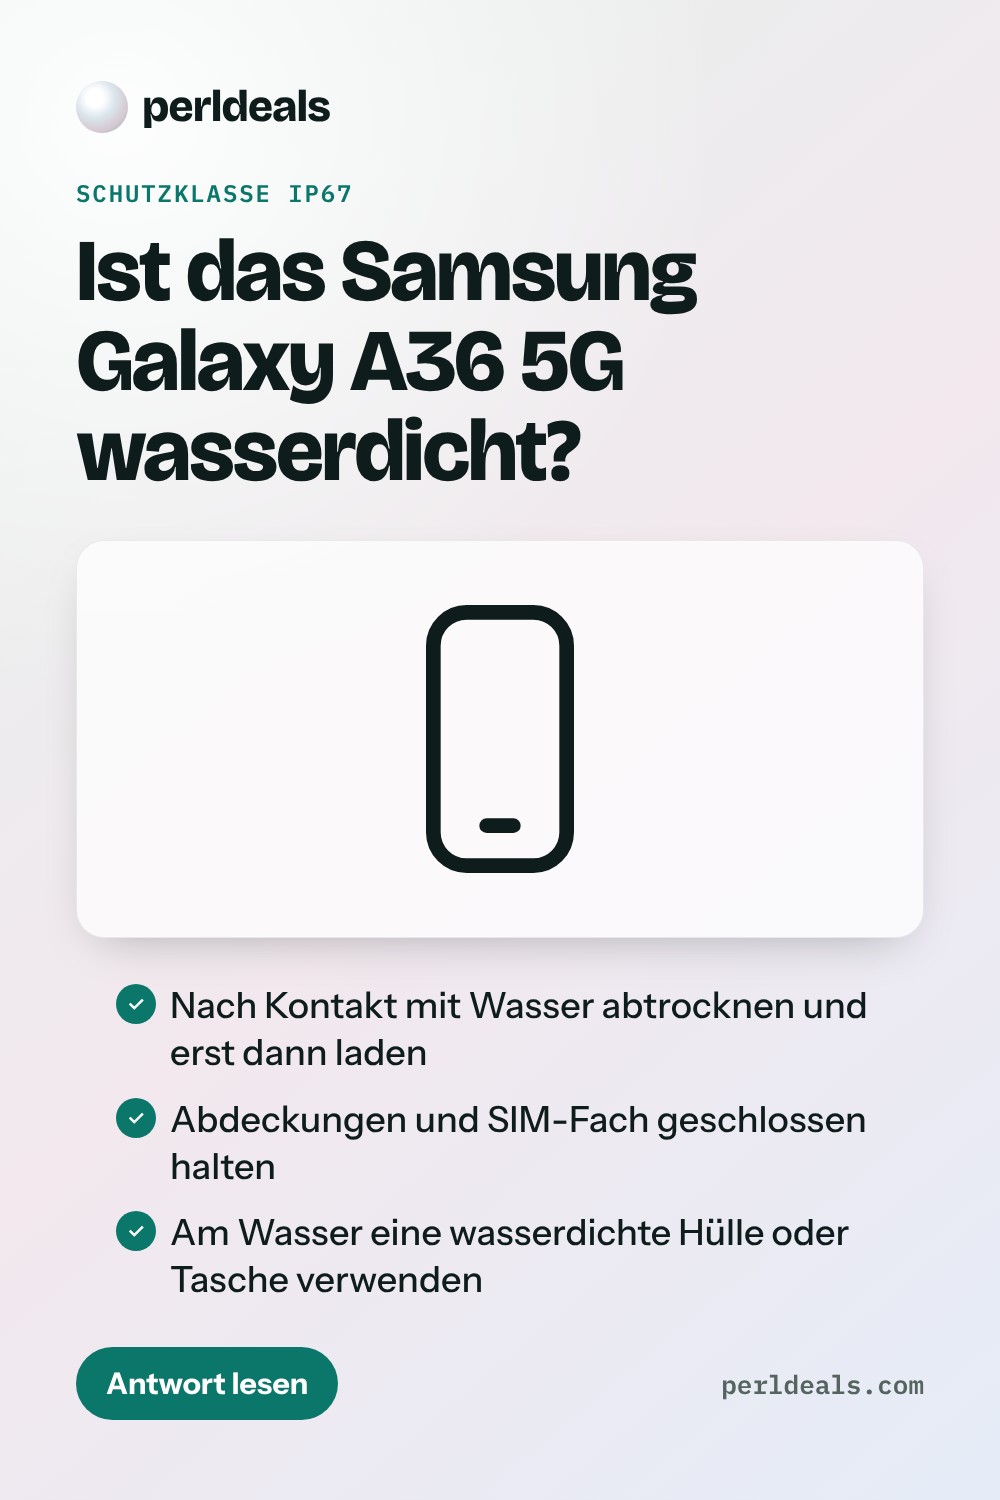 perldeals
SCHUTZKLASSE IP67
Ist das Samsung
Galaxy A36 5G
wasserdicht?
Nach Kontakt mit Wasser abtrocknen und
erst dann laden
Abdeckungen und SIM-Fach geschlossen
halten
Am Wasser eine wasserdichte Hülle oder
Tasche verwenden
Antwort lesen
perldeals.com